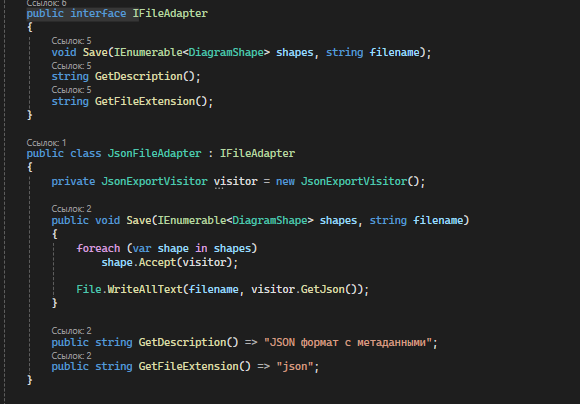 Ссылок: 6
public interface IFileAdapter
{
Ссылок: 5
void Save(IEnumerable<DiagramShape> shapes, string filename);
Ссылок: 5
string GetDescription();
Ссылок: 5
string GetFileExtension();
}
Ссылок: 1
public class JsonFileAdapter : IFileAdapter
{
private JsonExportVisitor visitor = new JsonExportVisitor();
Ссылок: 2
public void Save(IEnumerable<DiagramShape> shapes, string filename)
{
foreach (var shape in shapes)
shape.Accept(visitor);
File.WriteAllText(filename, visitor.GetJson());
}
Ссылок: 2
public string GetDescription() => "JSON формат с метаданными";
Ссылок: 2
public string GetFileExtension() => "json";
}